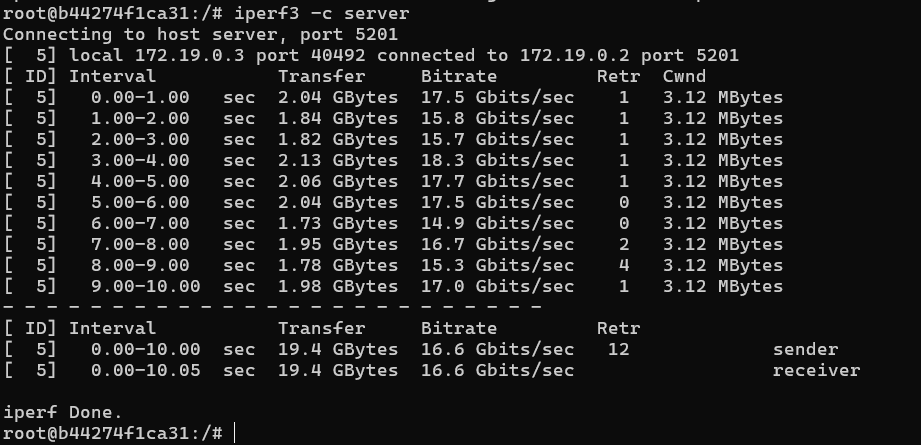 root@b44274f1ca31:/# iperf3 -c server
Connecting to host server, port 5201
[  5] local 172.19.0.3 port 40492 connected to 172.19.0.2 port 5201
[ ID] Interval           Transfer     Bitrate         Retr  Cwnd
[  5]   0.00-1.00   sec  2.04 GBytes  17.5 Gbits/sec    1   3.12 MBytes
[  5]   1.00-2.00   sec  1.84 GBytes  15.8 Gbits/sec    1   3.12 MBytes
[  5]   2.00-3.00   sec  1.82 GBytes  15.7 Gbits/sec    1   3.12 MBytes
[  5]   3.00-4.00   sec  2.13 GBytes  18.3 Gbits/sec    1   3.12 MBytes
[  5]   4.00-5.00   sec  2.06 GBytes  17.7 Gbits/sec    1   3.12 MBytes
[  5]   5.00-6.00   sec  2.04 GBytes  17.5 Gbits/sec    0   3.12 MBytes
[  5]   6.00-7.00   sec  1.73 GBytes  14.9 Gbits/sec    0   3.12 MBytes
[  5]   7.00-8.00   sec  1.95 GBytes  16.7 Gbits/sec    2   3.12 MBytes
[  5]   8.00-9.00   sec  1.78 GBytes  15.3 Gbits/sec    4   3.12 MBytes
[  5]   9.00-10.00  sec  1.98 GBytes  17.0 Gbits/sec    1   3.12 MBytes
- - - - - - - - - - - - - - - - - - - - - - - - -
[ ID] Interval           Transfer     Bitrate         Retr
[  5]   0.00-10.00  sec  19.4 GBytes  16.6 Gbits/sec   12             sender
[  5]   0.00-10.05  sec  19.4 GBytes  16.6 Gbits/sec                  receiver

iperf Done.
root@b44274f1ca31:/#